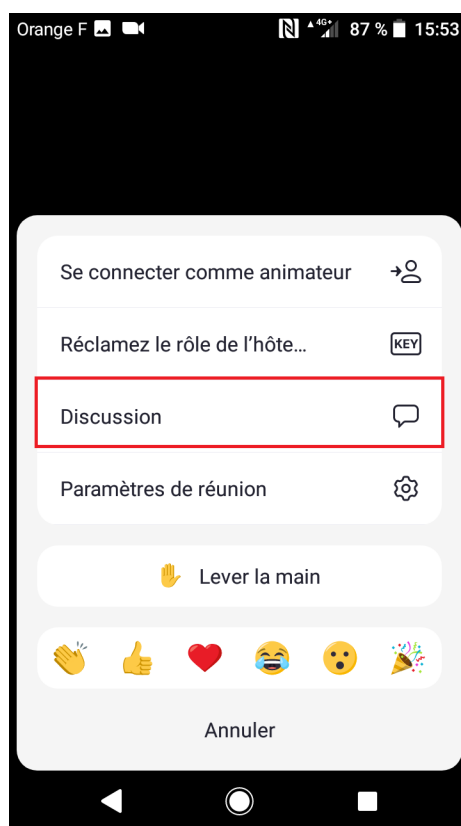 Orange F 4G+ 87 % 15:53
Se connecter comme animateur
Réclamez le rôle de l’hôte... KEY
Discussion
Paramètres de réunion
Lever la main
Annuler